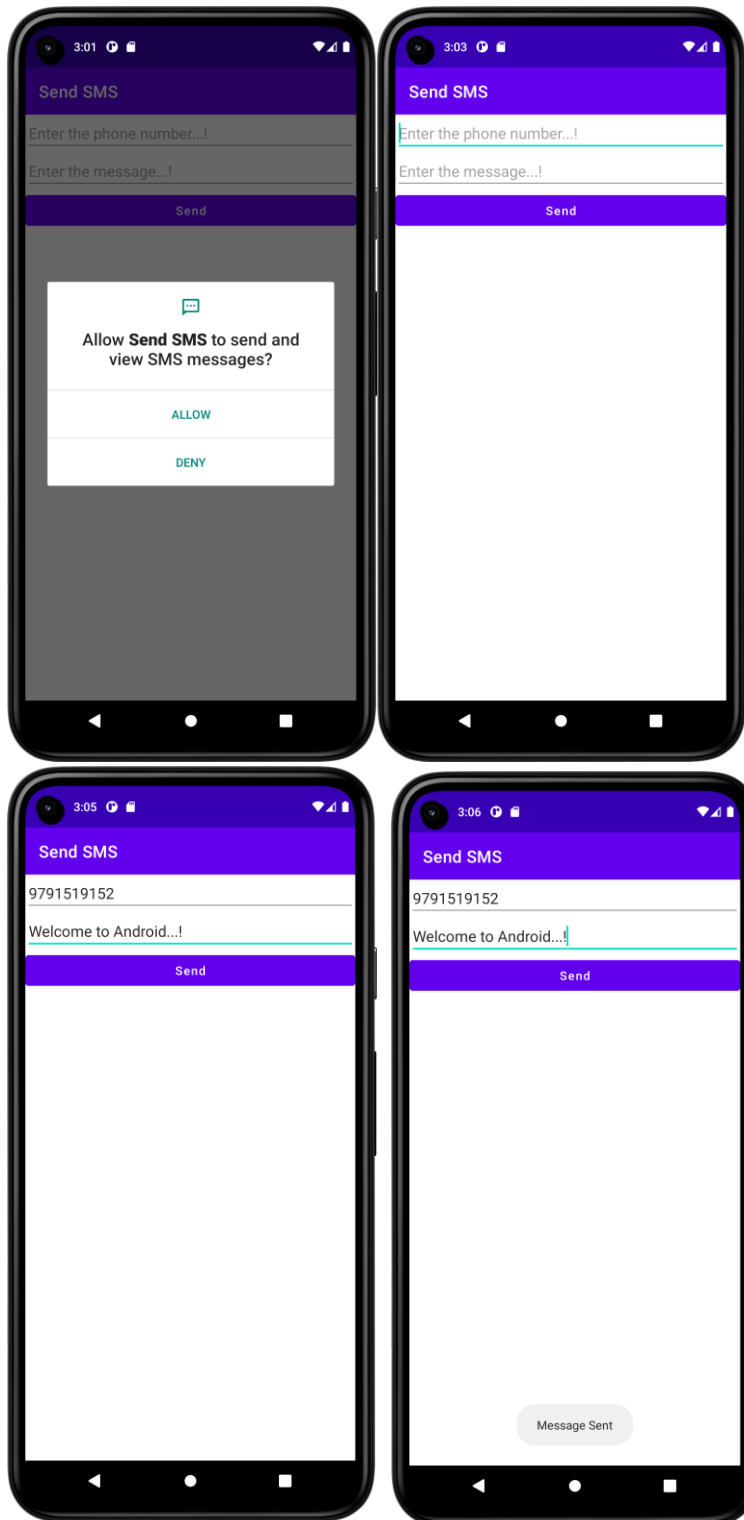 3:01
Send SMS
Enter the phone number...!
Enter the message...!
Send
Allow Send SMS to send and
view SMS messages?
ALLOW
DENY
3:03
Send SMS
Enter the phone number...!
Enter the message...!
Send
3:05
Send SMS
9791519152
Welcome to Android...!
Send
3:06
Send SMS
9791519152
Welcome to Android...!
Send
Message Sent